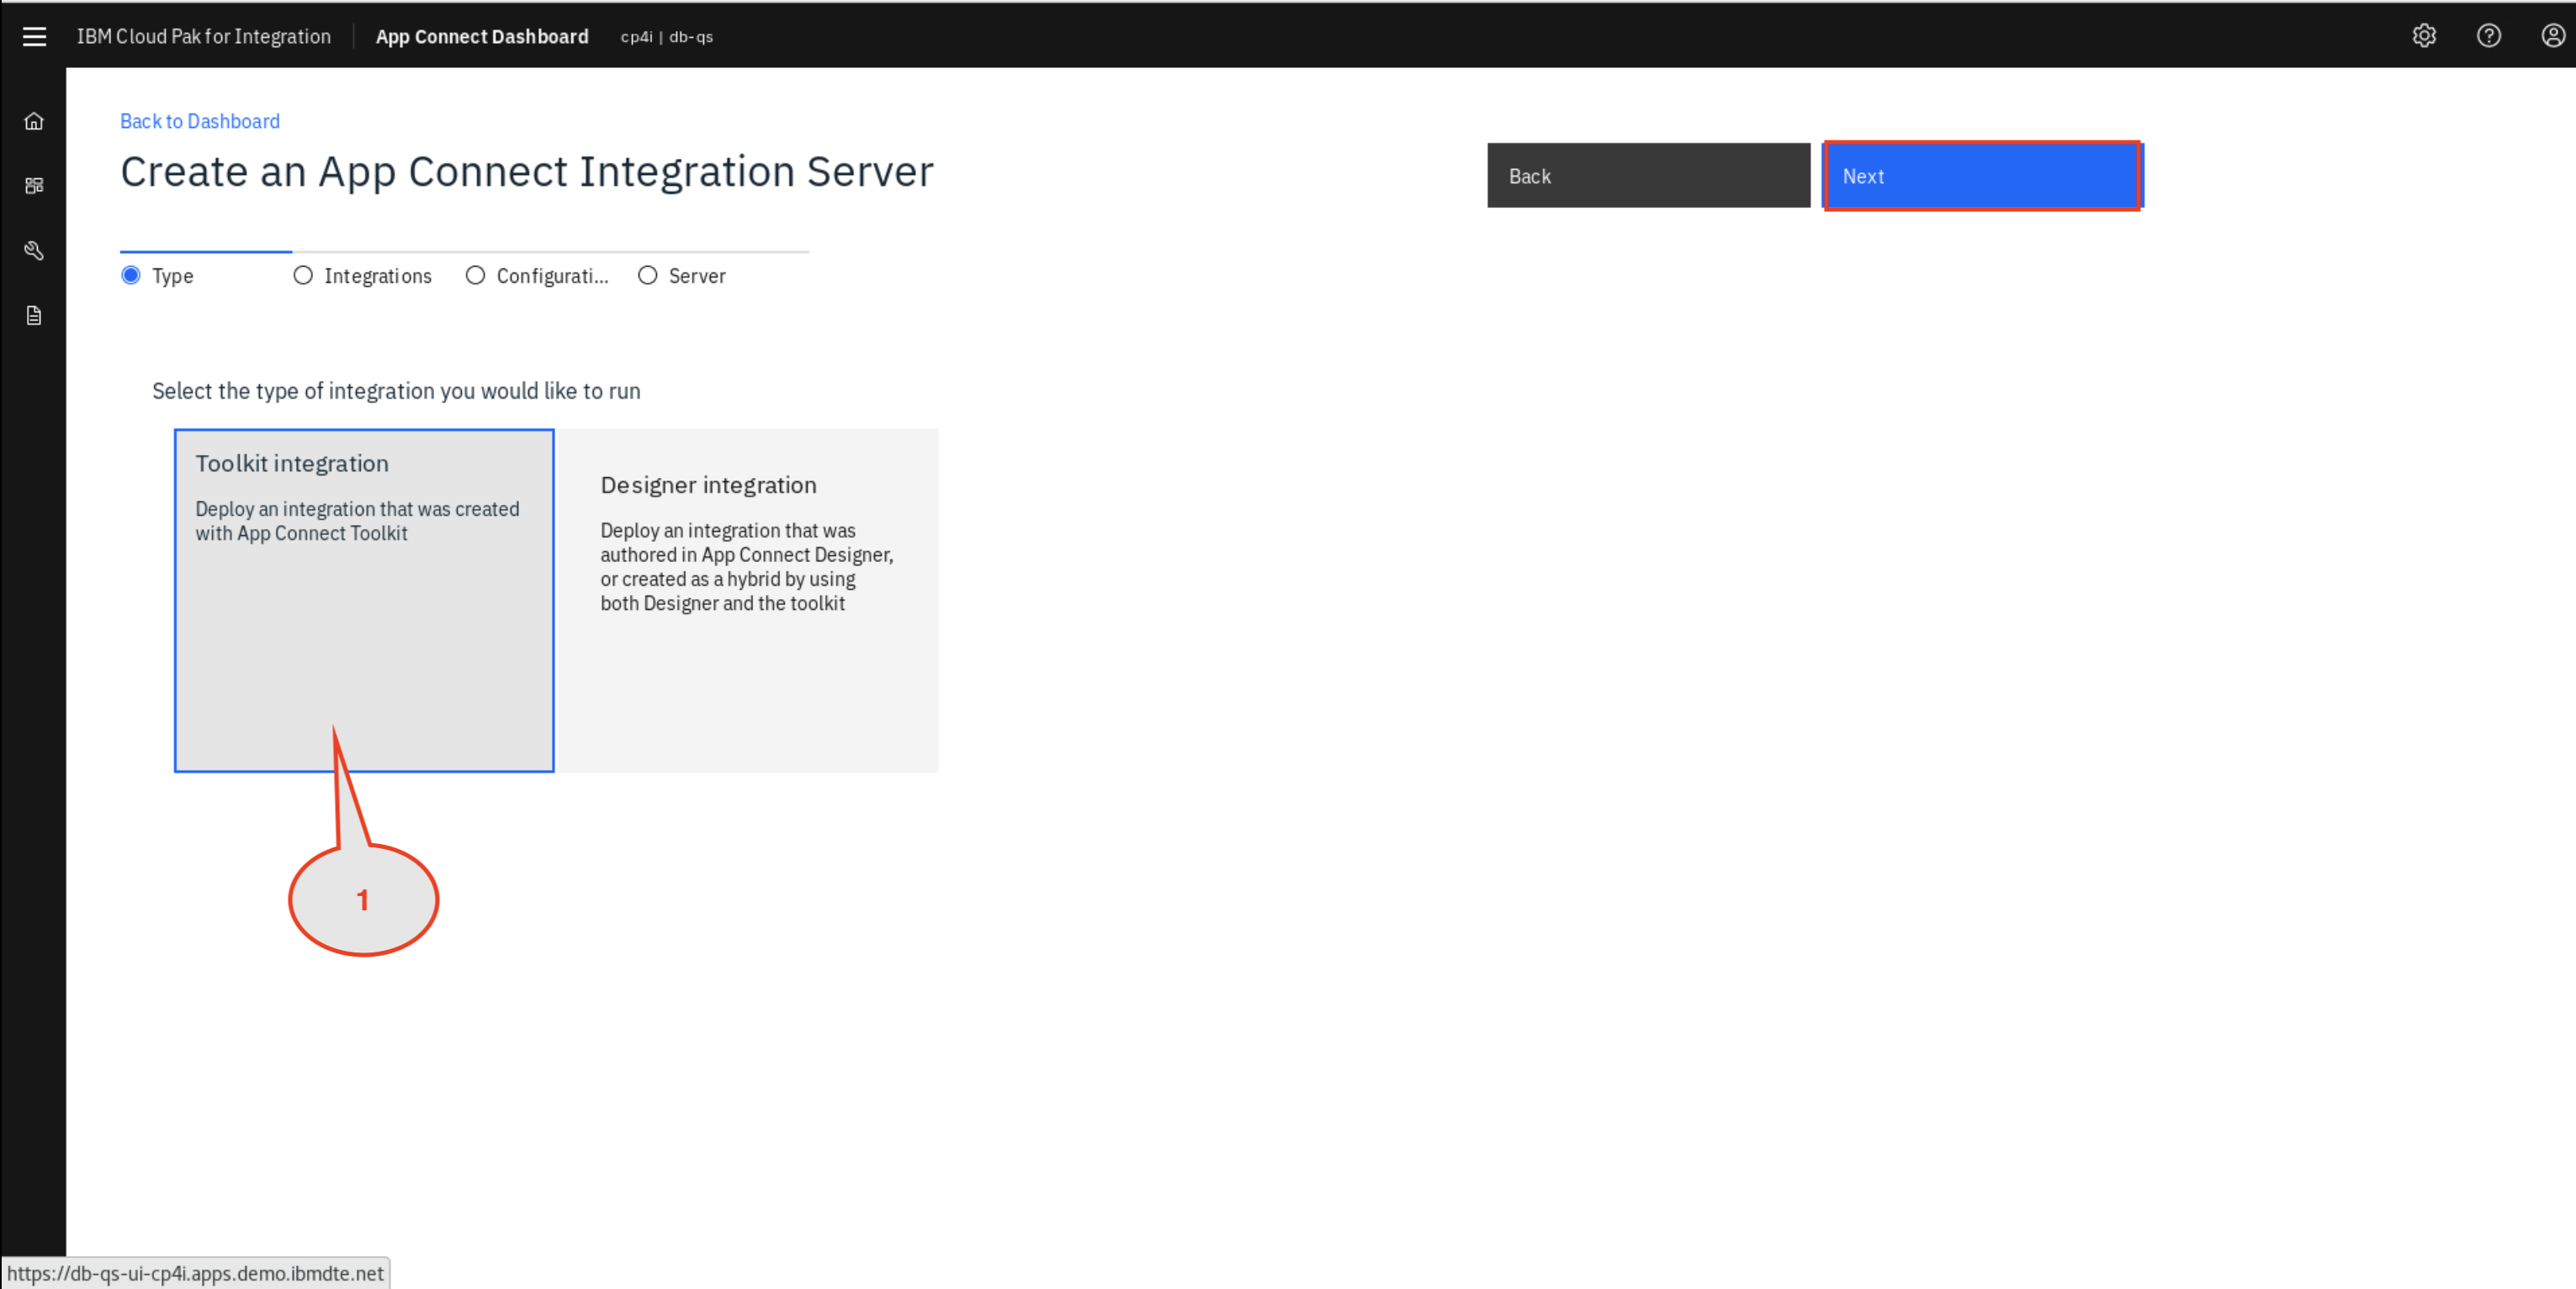 IBM Cloud Pak for Integration App Connect Dashboard cp4i | db-qs
Back to Dashboard
Create an App Connect Integration Server
Back
Next
Type
Integrations
Configurati...
Server
Select the type of integration you would like to run
Toolkit integration
Deploy an integration that was created
with App Connect Toolkit
Designer integration
Deploy an integration that was
authored in App Connect Designer,
or created as a hybrid by using
both Designer and the toolkit
1
https://db-qs-ui-cp4i.apps.demo.ibmdte.net